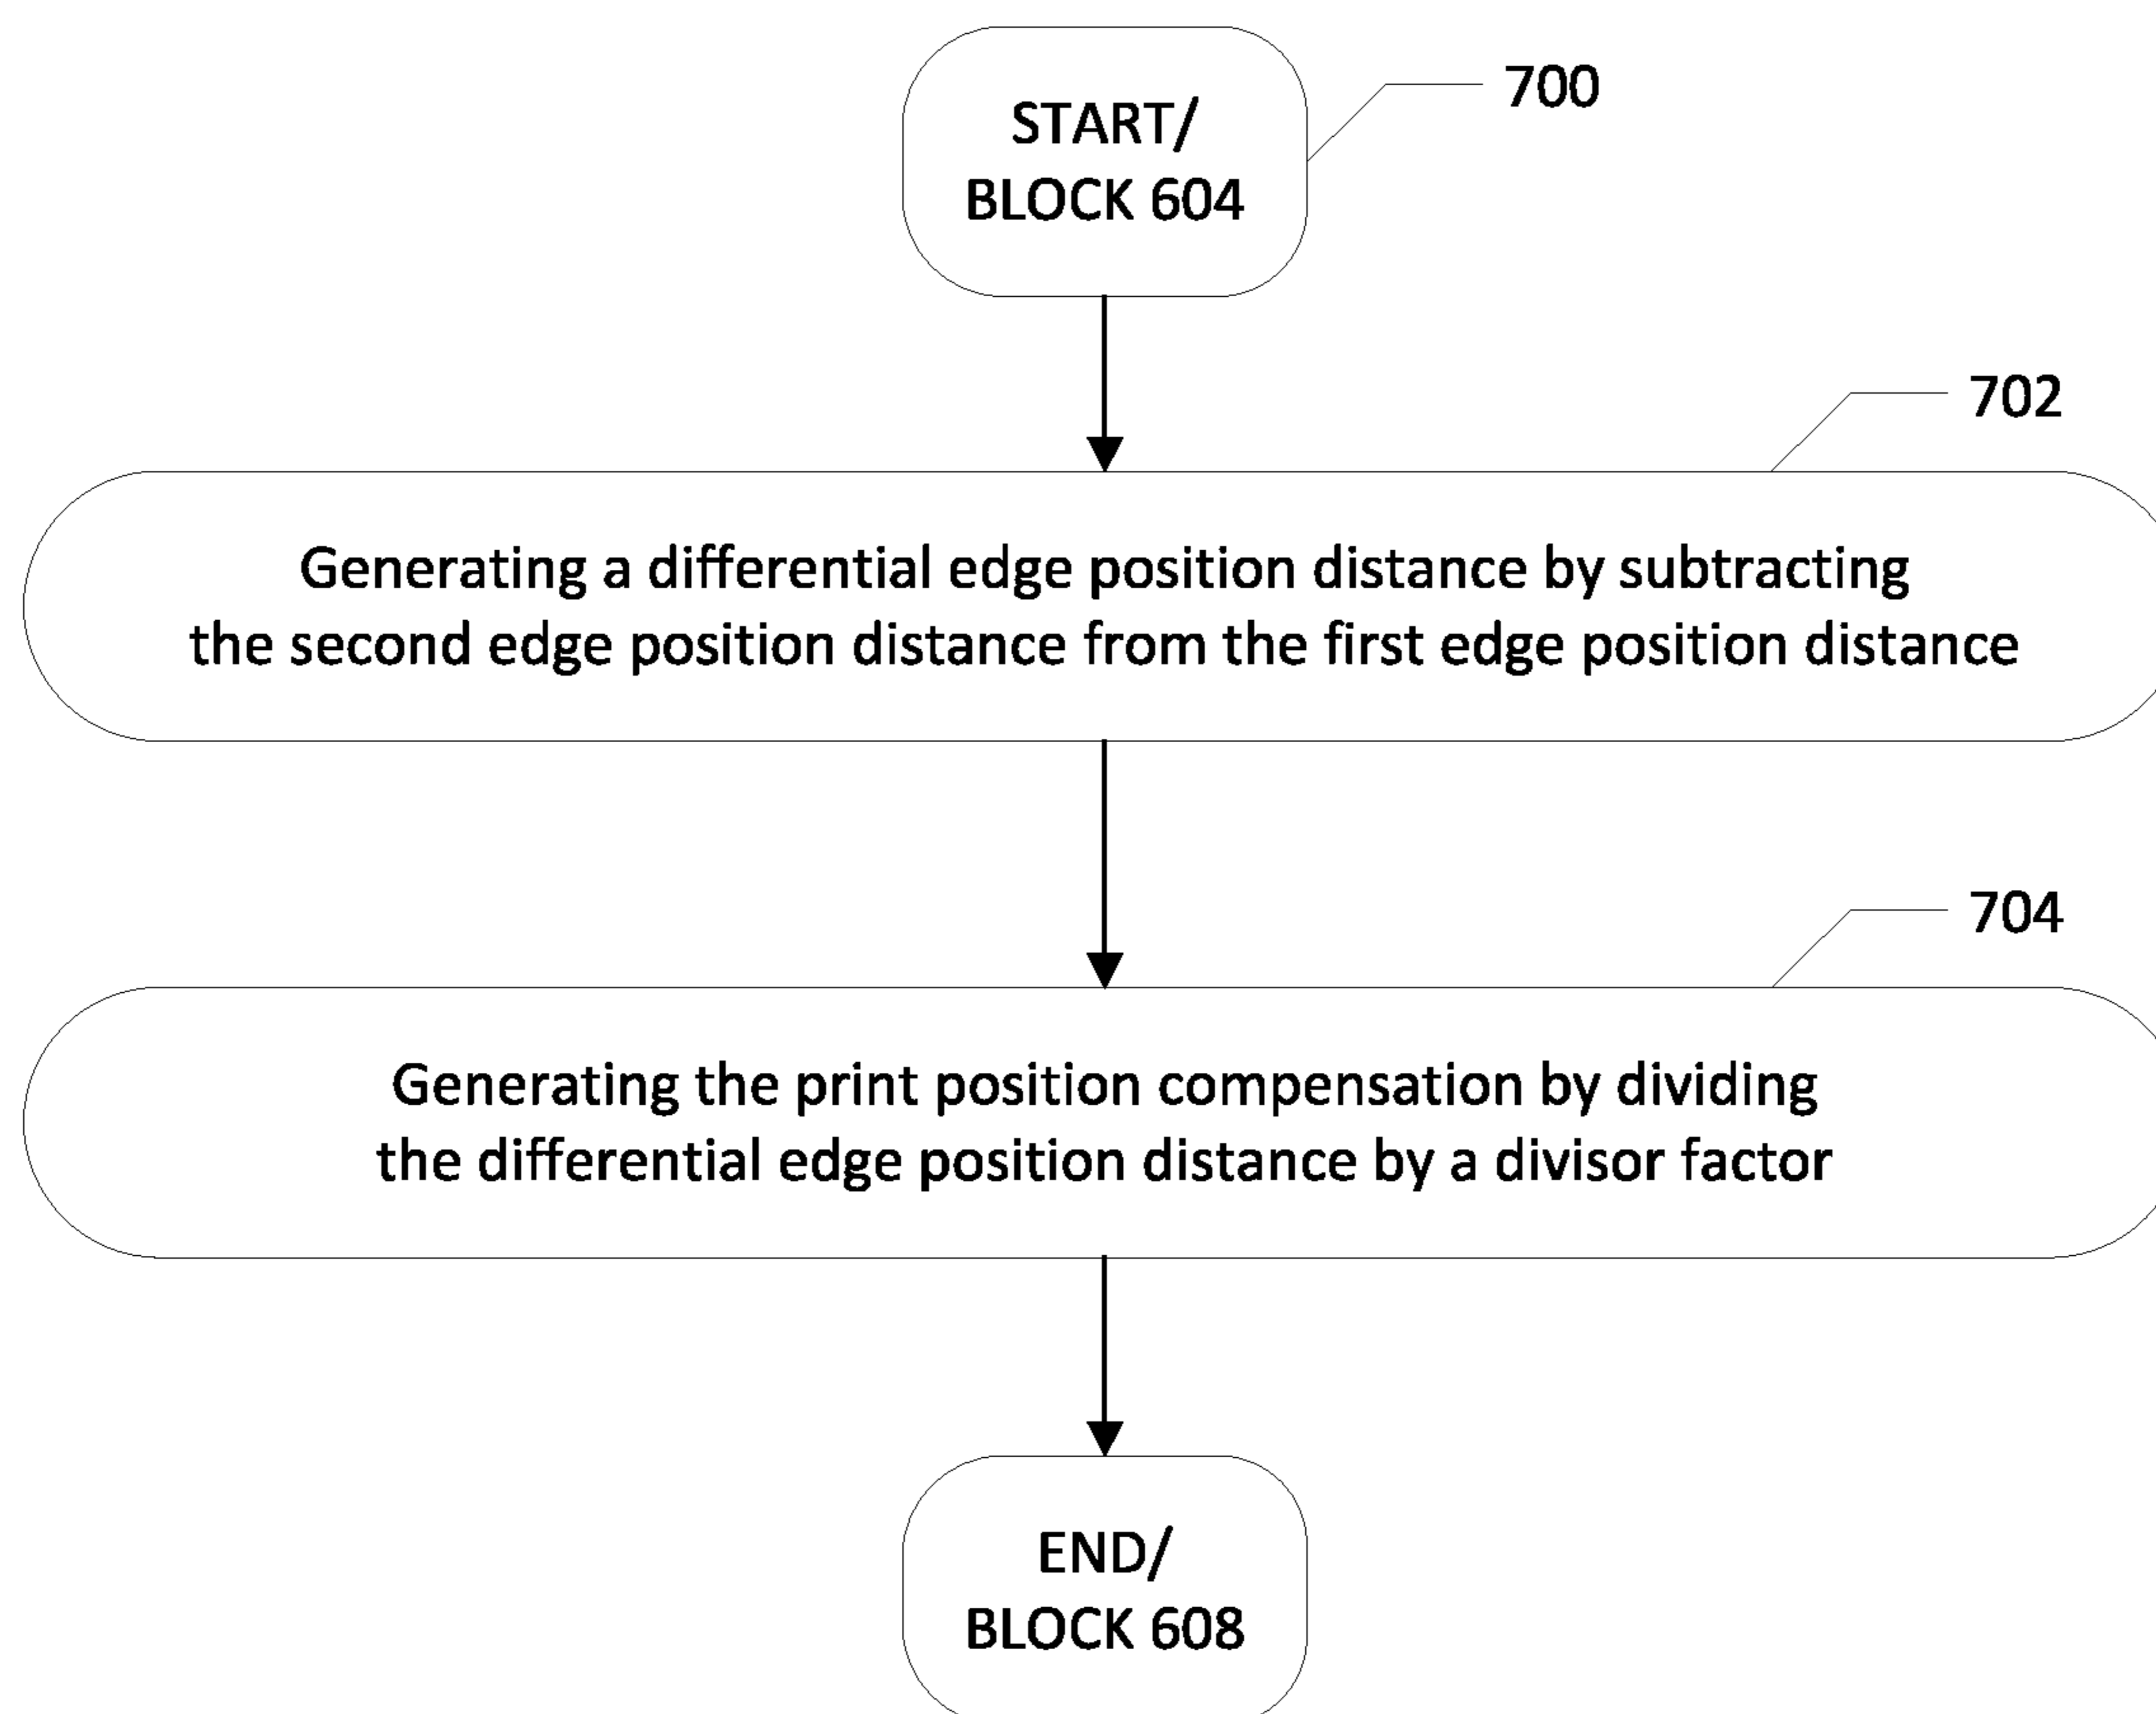 START/
BLOCK 604
700
702
Generating a differential edge position distance by subtracting
the second edge position distance from the first edge position distance
704
Generating the print position compensation by dividing
the differential edge position distance by a divisor factor
END/
BLOCK 608